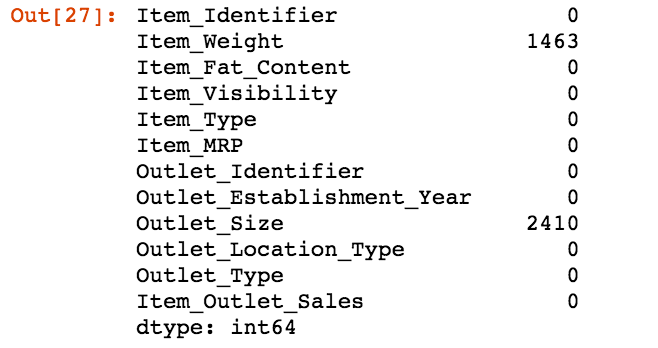 Out[27]: Item_Identifier 0
Item_Weight 1463
Item_Fat_Content 0
Item_Visibility 0
Item_Type 0
Item_MRP 0
Outlet_Identifier 0
Outlet_Establishment_Year 0
Outlet_Size 2410
Outlet_Location_Type 0
Outlet_Type 0
Item_Outlet_Sales 0
dtype: int64